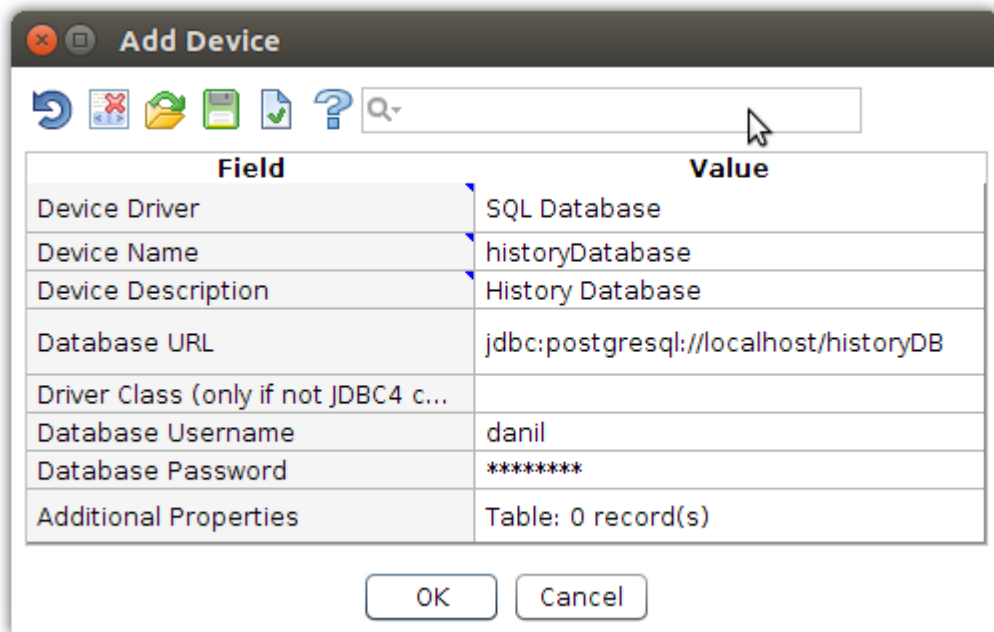 Add Device
Field Value
Device Driver SQL Database
Device Name historyDatabase
Device Description History Database
Database URL jdbc:postgresql://localhost/historyDB
Driver Class (only if not JDBC4 c...
Database Username danil
Database Password ********
Additional Properties Table: 0 record(s)
OK Cancel